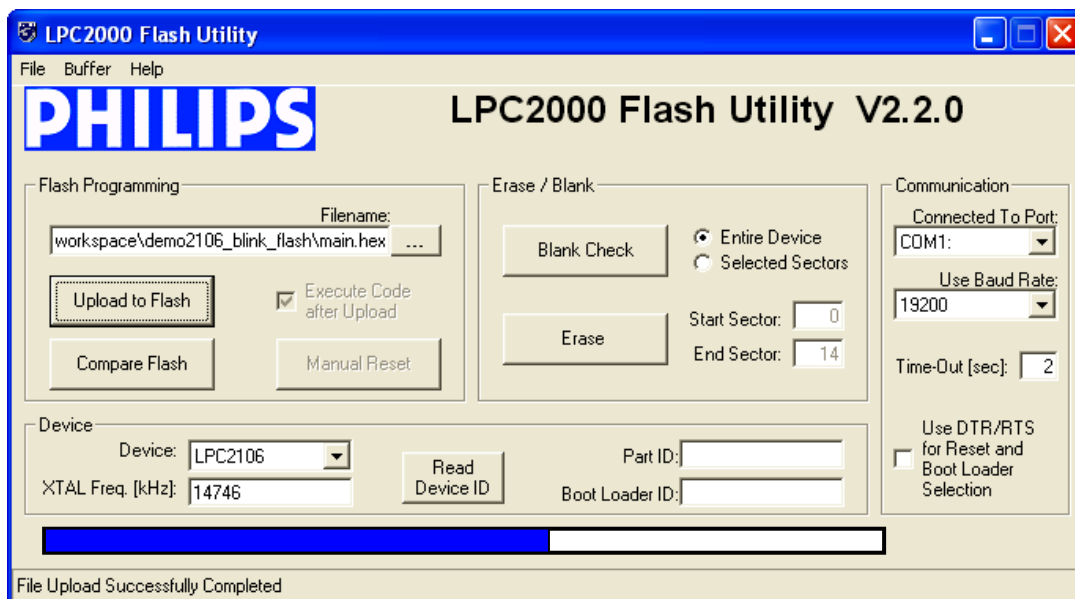 LPC2000 Flash Utility
File Buffer Help
PHILIPS
LPC2000 Flash Utility V2.2.0
Flash Programming
Filename:
workspace\demo2106_blink_flash\main.hex
...
Upload to Flash
Execute Code
after Upload
Compare Flash
Manual Reset
Erase / Blank
Blank Check
Entire Device
Selected Sectors
Erase
Start Sector: 0
End Sector: 14
Communication
Connected To Port:
COM1:
Use Baud Rate:
19200
Time-Out [sec]: 2
Use DTR/RTS
for Reset and
Boot Loader
Selection
Device
Device: LPC2106
XTAL Freq. [kHz]: 14746
Read
Device ID
Part ID:
Boot Loader ID:
File Upload Successfully Completed